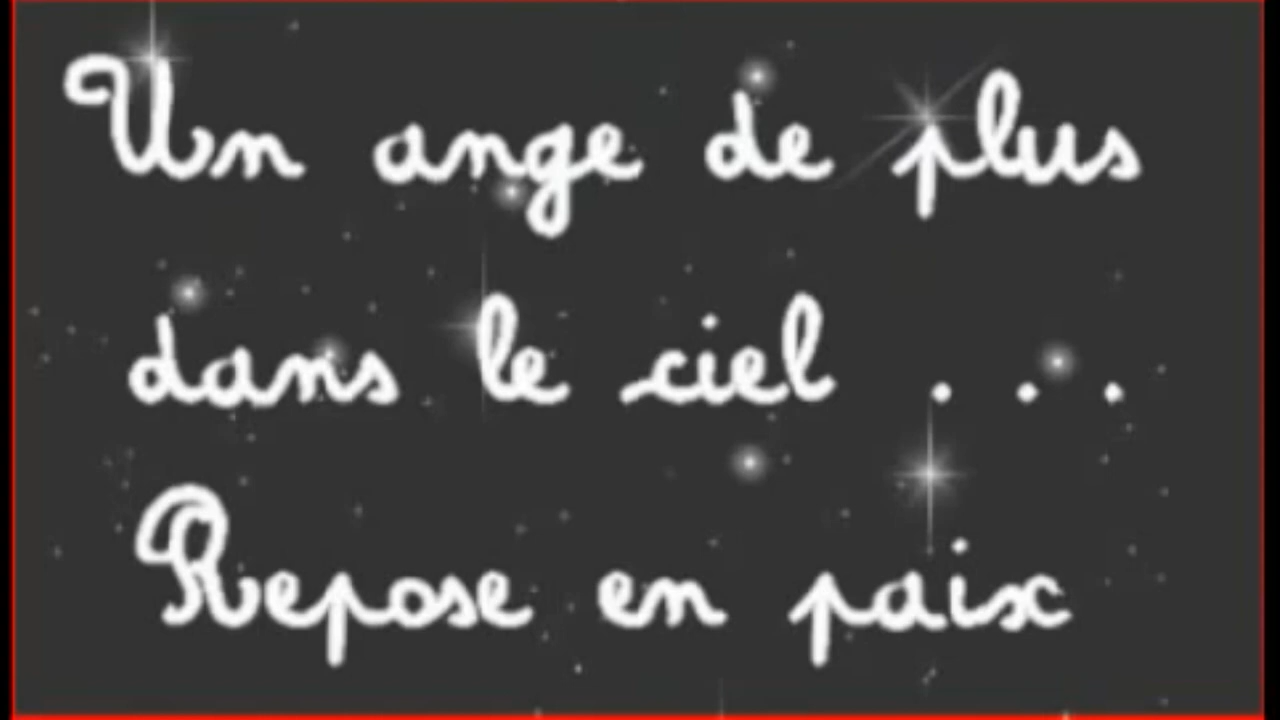 Un ange de plus
dans le ciel . . .
Repose en paix